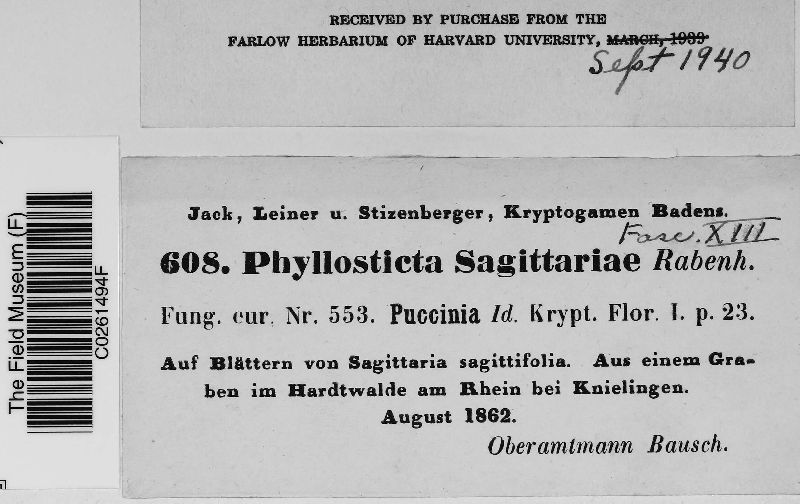 RECEIVED BY PURCHASE FROM THE
FARLOW HERBARIUM OF HARVARD UNIVERSITY, MARCH, 1939
Sept 1940
The Field Museum (F)
C0261494F
Jack, Leiner u. Stizenberger, Kryptogamen Badens.
Fasc. XIII
608. Phyllosticta Sagittariae Rabenh.
Fung. eur. Nr. 553. Puccinia Id. Krypt. Flor. I. p. 23.
Auf Blättern von Sagittaria sagittifolia. Aus einem Gra-
ben im Hardtwalde am Rhein bei Knielingen.
August 1862.
Oberamtmann Bausch.